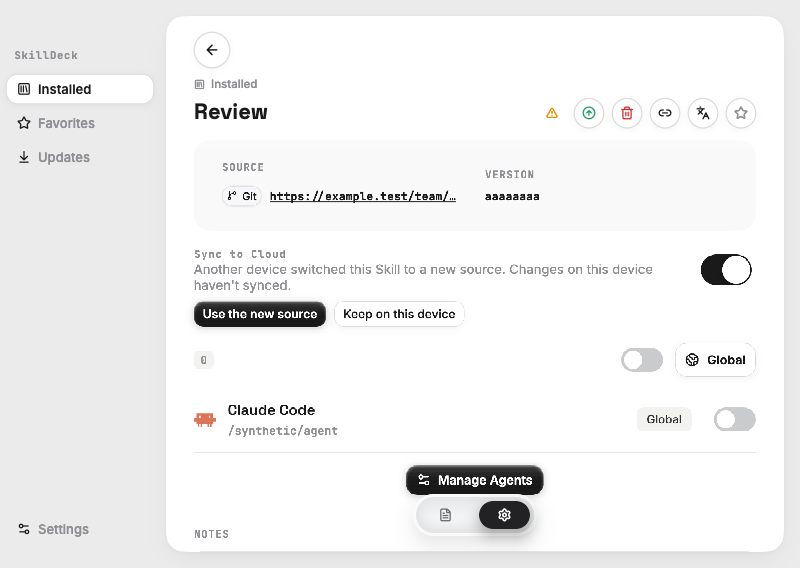 SkillDeck
Installed
Favorites
Updates
Settings
Installed
Review
SOURCE
Git
https://example.test/team/…
VERSION
aaaaaaaa
Sync to Cloud
Another device switched this Skill to a new source. Changes on this device
haven't synced.
Use the new source
Keep on this device
0
Global
Claude Code
/synthetic/agent
Global
Manage Agents
NOTES